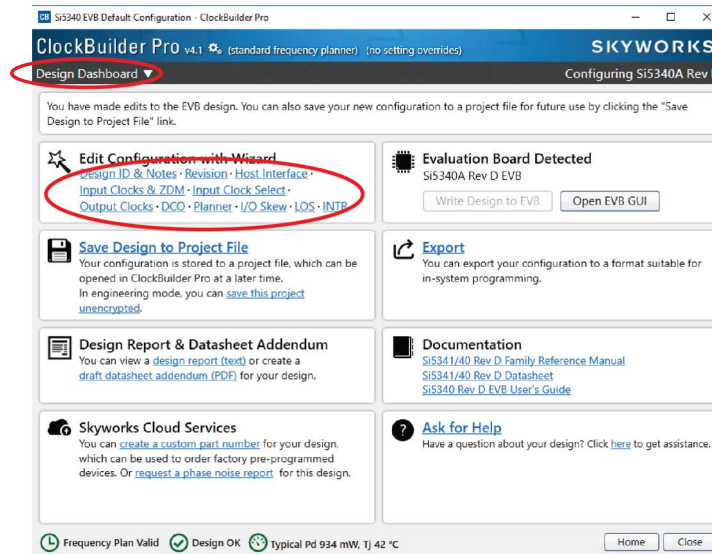 CB Si5340 EVB Default Configuration - ClockBuilder Pro
ClockBuilder Pro v4.1 (standard frequency planner) (no setting overrides)
SKYWORKS
Design Dashboard ▼
Configuring Si5340A Rev
You have made edits to the EVB design. You can also save your new configuration to a project file for future use by clicking the "Save
Design to Project File" link.
Edit Configuration with Wizard
Design ID & Notes · Revision · Host Interface ·
Input Clocks & ZDM · Input Clock Select ·
Output Clocks · DCO · Planner · I/O Skew · LOS · INTR
Evaluation Board Detected
Si5340A Rev D EVB
Write Design to EVB
Open EVB GUI
Save Design to Project File
Your configuration is stored to a project file, which can be
opened in ClockBuilder Pro at a later time.
In engineering mode, you can save this project
unencrypted.
Export
You can export your configuration to a format suitable for
in-system programming.
Design Report & Datasheet Addendum
You can view a design report (text) or create a
draft datasheet addendum (PDF) for your design.
Documentation
Si5341/40 Rev D Family Reference Manual
Si5341/40 Rev D Datasheet
Si5340 Rev D EVB User's Guide
Skyworks Cloud Services
You can create a custom part number for your design,
which can be used to order factory pre-programmed
devices. Or request a phase noise report for this design.
Ask for Help
Have a question about your design? Click here to get assistance.
Frequency Plan Valid
Design OK
Typical Pd 934 mW, Tj 42 °C
Home
Close